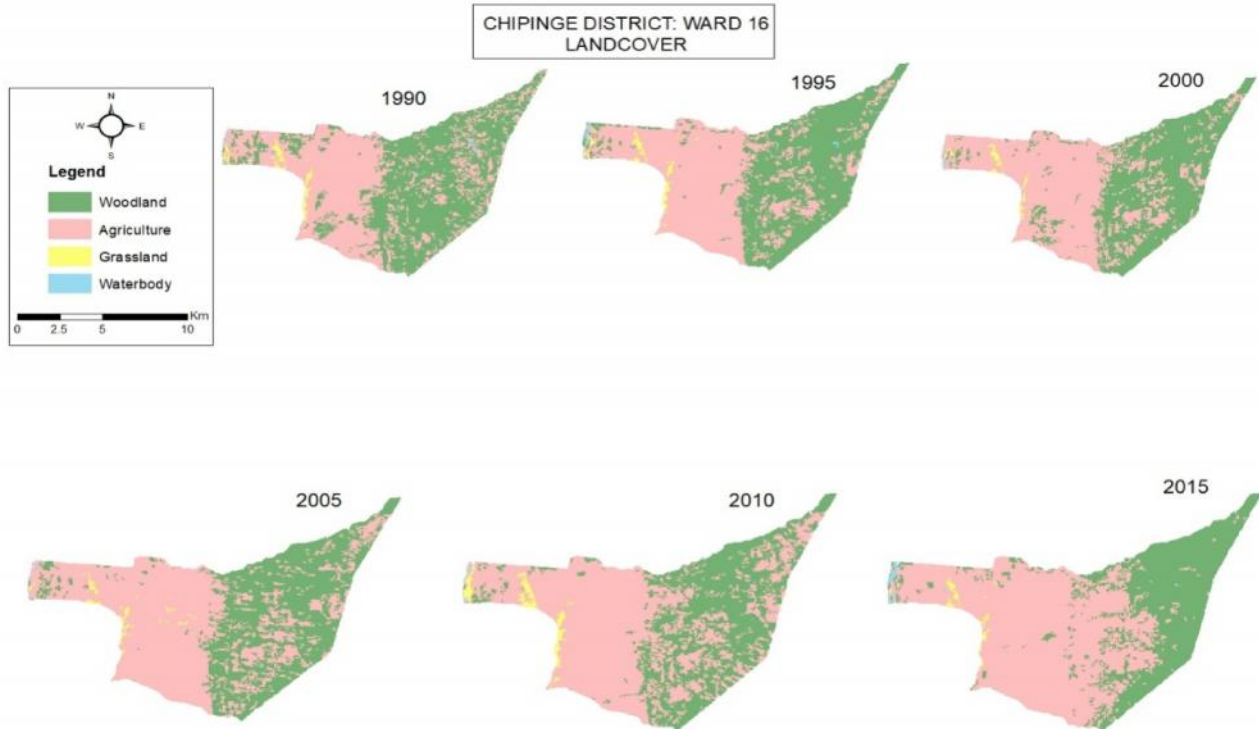 CHIPINGE DISTRICT: WARD 16
LANDCOVER
1990
1995
2000
N
W E
S
Legend
Woodland
Agriculture
Grassland
Waterbody
Km
0 2.5 5 10
2005
2010
2015